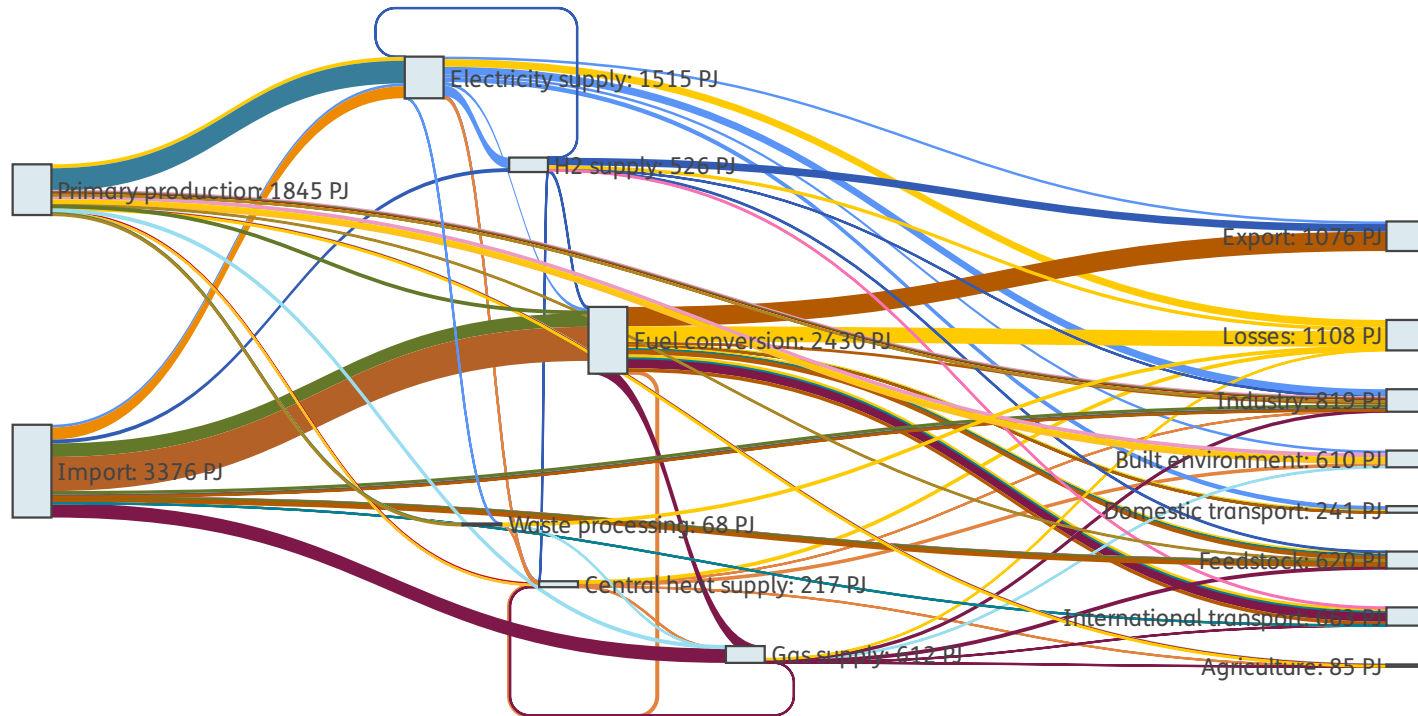 Electricity supply: 1515 PJ
H2 supply: 526 PJ
Primary production: 1845 PJ
Export: 1076 PJ
Fuel conversion: 2430 PJ
Losses: 1108 PJ
Industry: 819 PJ
Import: 3376 PJ
Built environment: 610 PJ
Domestic transport: 241 PJ
Waste processing: 68 PJ
Feedstock: 620 PJ
Central heat supply: 217 PJ
International transport: PJ
Gas supply: 612 PJ
Agriculture: 85 PJ